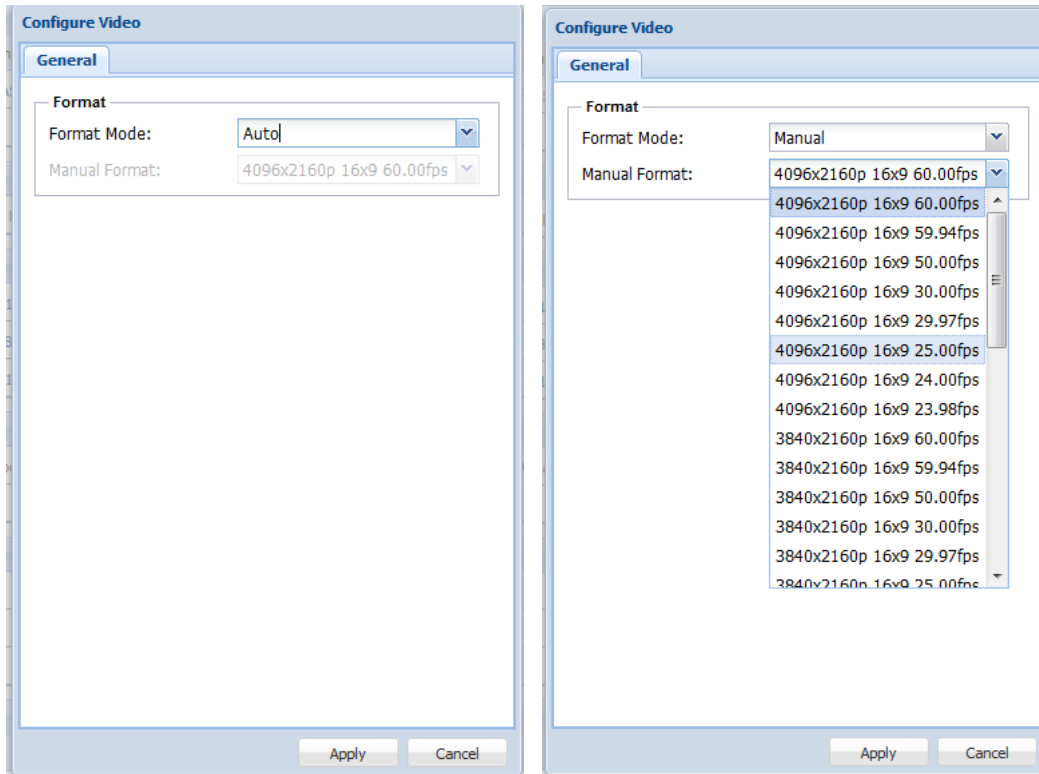 Configure Video
General
Format
Format Mode: Auto
Manual Format: 4096x2160p 16x9 60.00fps
Apply Cancel
Configure Video
General
Format
Format Mode: Manual
Manual Format: 4096x2160p 16x9 60.00fps
4096x2160p 16x9 60.00fps
4096x2160p 16x9 59.94fps
4096x2160p 16x9 50.00fps
4096x2160p 16x9 30.00fps
4096x2160p 16x9 29.97fps
4096x2160p 16x9 25.00fps
4096x2160p 16x9 24.00fps
4096x2160p 16x9 23.98fps
3840x2160p 16x9 60.00fps
3840x2160p 16x9 59.94fps
3840x2160p 16x9 50.00fps
3840x2160p 16x9 30.00fps
3840x2160p 16x9 29.97fps
3840x2160p 16x9 25.00fps
Apply Cancel